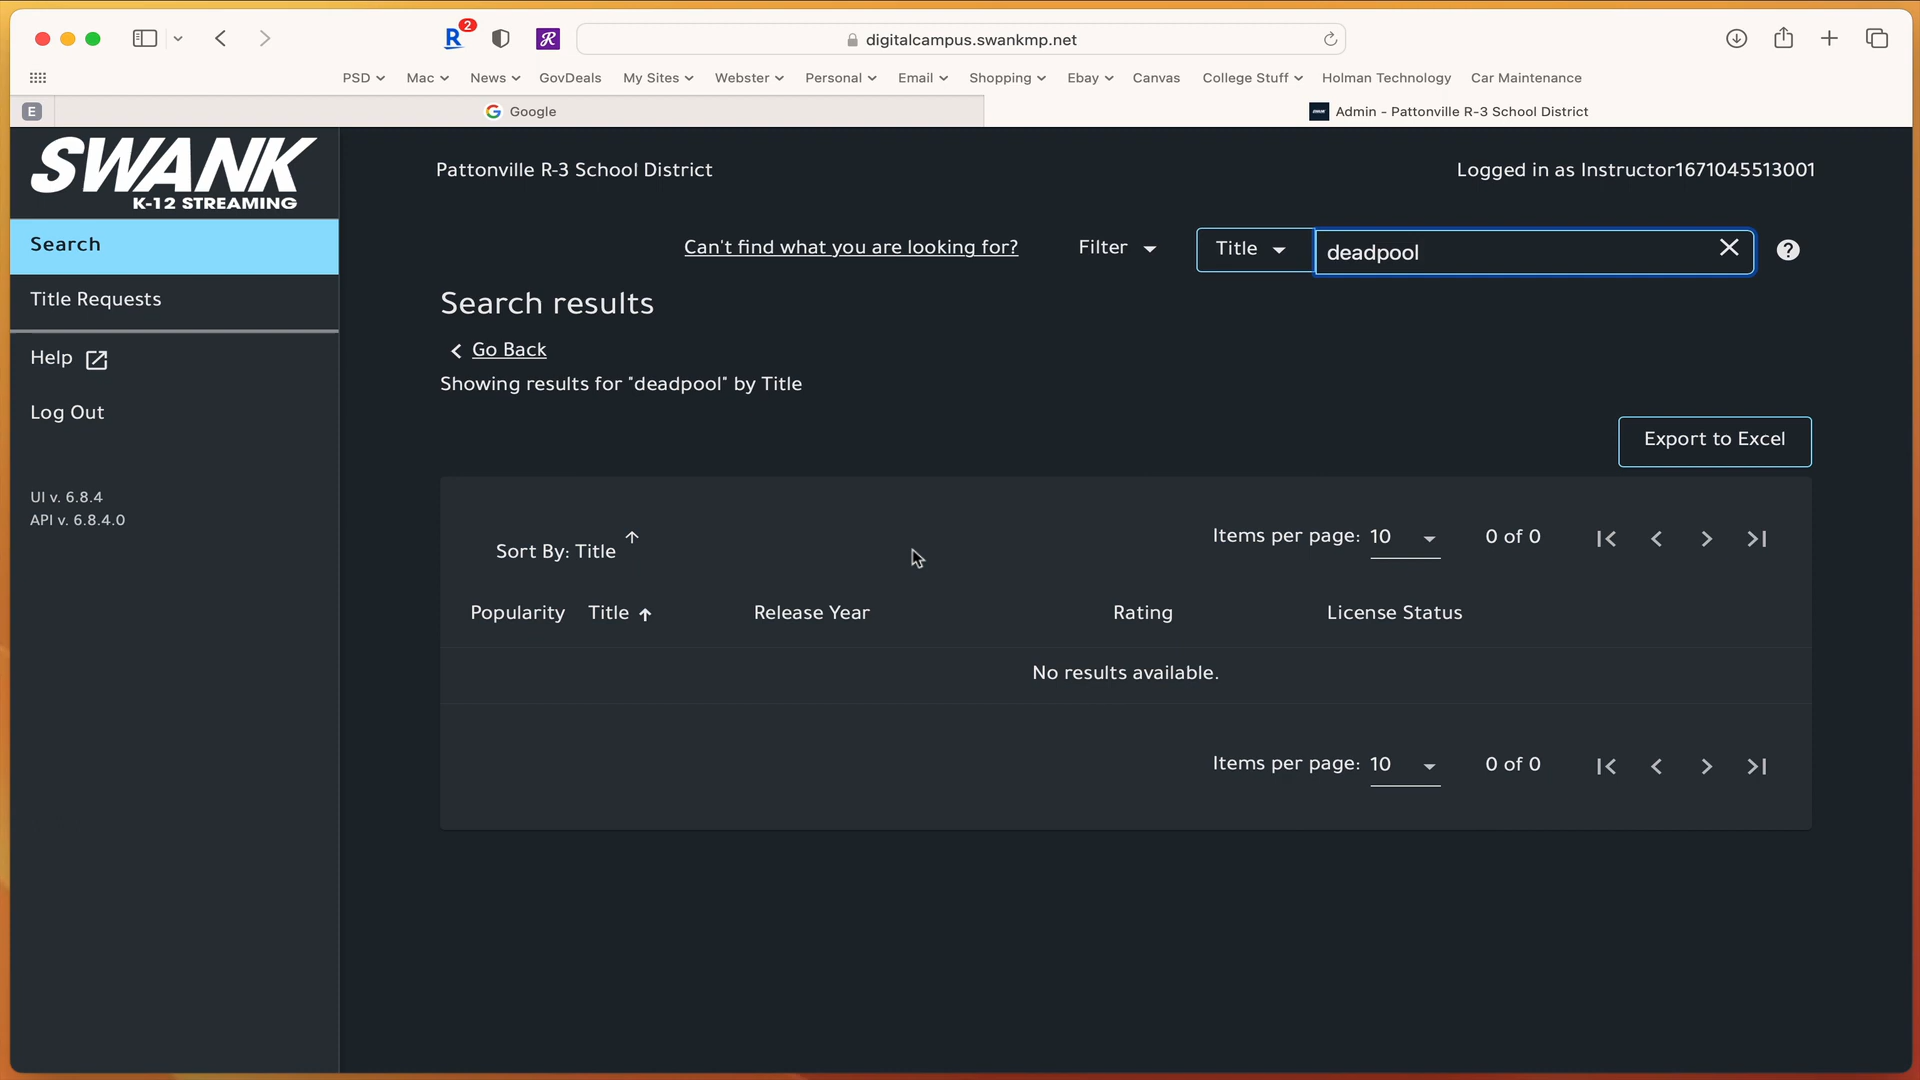 2
digitalcampus.swankmp.net
PSD Mac News GovDeals My Sites Webster Personal Email Shopping Ebay Canvas College Stuff Holman Technology Car Maintenance
E Google Admin - Pattonville R-3 School District
SWANK
K-12 STREAMING
Search
Title Requests
Help
Log Out
UI v. 6.8.4
API v. 6.8.4.0
Pattonville R-3 School District Logged in as Instructor1671045513001
Can't find what you are looking for? Filter Title deadpool
Search results
Go Back
Showing results for "deadpool" by Title
Export to Excel
Sort By: Title Items per page: 10 0 of 0
Popularity Title Release Year Rating License Status
No results available.
Items per page: 10 0 of 0